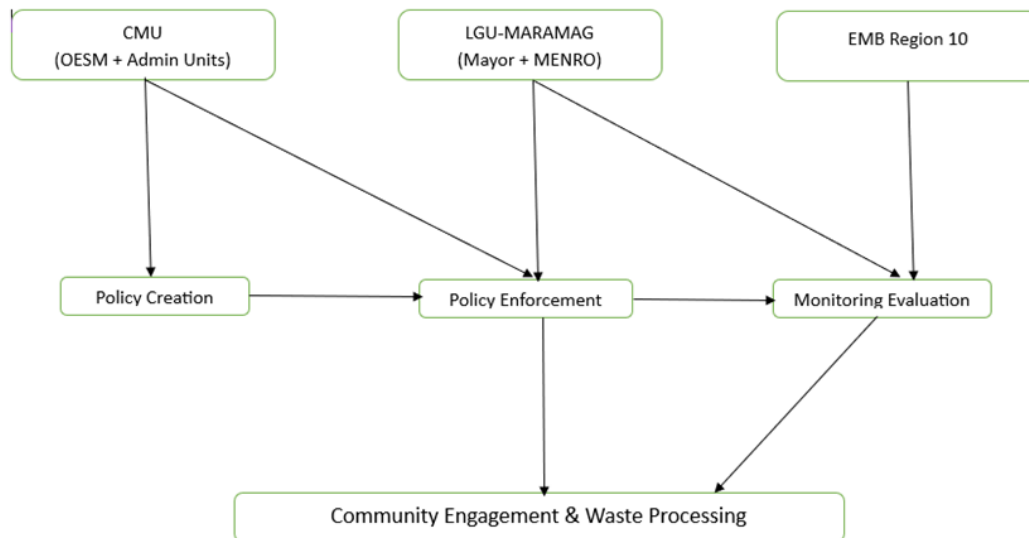 CMU
(OESM + Admin Units)
LGU-MARAMAG
(Mayor + MENRO)
EMB Region 10
Policy Creation
Policy Enforcement
Monitoring Evaluation
Community Engagement & Waste Processing